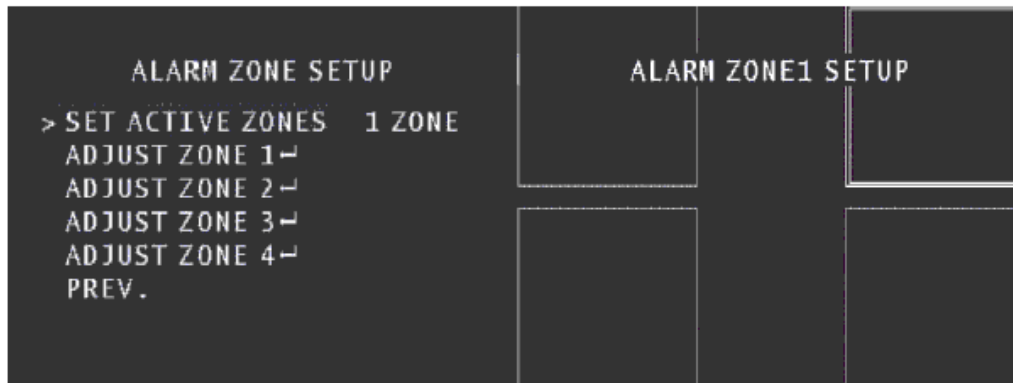 ALARM ZONE SETUP
> SET ACTIVE ZONES 1 ZONE
ADJUST ZONE 1↵
ADJUST ZONE 2↵
ADJUST ZONE 3↵
ADJUST ZONE 4↵
PREV.
ALARM ZONE1 SETUP